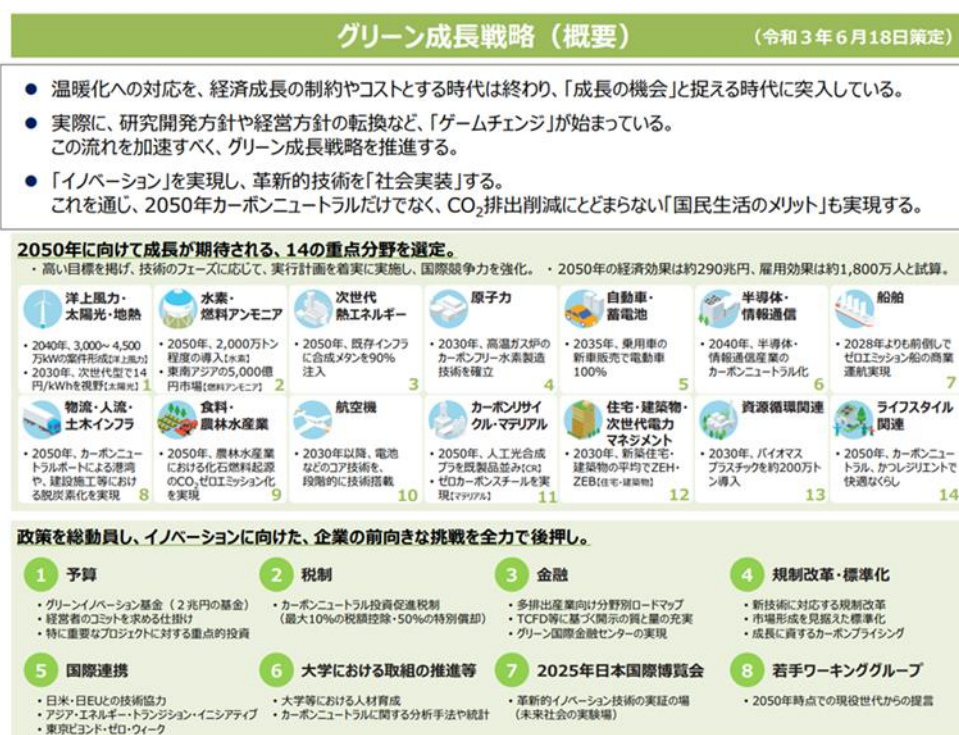 グリーン成長戦略（概要）
（令和３年６月18日策定）
● 温暖化への対応を、経済成長の制約やコストとする時代は終わり、「成長の機会」と捉える時代に突入している。
● 実際に、研究開発方針や経営方針の転換など、「ゲームチェンジ」が始まっている。
この流れを加速すべく、グリーン成長戦略を推進する。
● 「イノベーション」を実現し、革新的技術を「社会実装」する。
これを通じ、2050年カーボンニュートラルだけでなく、CO₂排出削減にとどまらない「国民生活のメリット」も実現する。
2050年に向けて成長が期待される、14の重点分野を選定。
・高い目標を掲げ、技術のフェーズに応じて、実行計画を着実に実施し、国際競争力を強化。 ・2050年の経済効果は約290兆円、雇用効果は約1,800万人と試算。
洋上風力・
太陽光・地熱
・2040年、3,000～4,500
万kWの案件形成【洋上風力】
・2030年、次世代型で14
円/kWhを視野【太陽光】
1
水素・
燃料アンモニア
・2050年、2,000万トン
程度の導入【水素】
・東南アジアの5,000億
円市場【燃料アンモニア】
2
次世代
熱エネルギー
・2050年、既存インフラ
に合成メタンを90%
注入
3
原子力
・2030年、高温ガス炉の
カーボンフリー水素製造
技術を確立
4
自動車・
蓄電池
・2035年、乗用車の
新車販売で電動車
100%
5
半導体・
情報通信
・2040年、半導体・
情報通信産業の
カーボンニュートラル化
6
船舶
・2028年よりも前倒しで
ゼロエミッション船の商業
運航実現
7
物流・人流・
土木インフラ
・2050年、カーボンニュー
トラルポートによる港湾
や、建設施工等におけ
る脱炭素化を実現
8
食料・
農林水産業
・2050年、農林水産業
における化石燃料起源
のCO₂ゼロエミッション化
を実現
9
航空機
・2030年以降、電池
などのコア技術を、
段階的に技術搭載
10
カーボンリサイ
クル・マテリアル
・2050年、人工光合成
プラを既製品並み【CR】
・ゼロカーボンスチールを実
現【マテリアル】
11
住宅・建築物・
次世代電力
マネジメント
・2030年、新築住宅・
建築物の平均でZEH・
ZEB【住宅・建築物】
12
資源循環関連
・2030年、バイオマス
プラスチックを約200万ト
ン導入
13
ライフスタイル
関連
・2050年、カーボンニュー
トラル、かつレジリエントで
快適なくらし
14
政策を総動員し、イノベーションに向けた、企業の前向きな挑戦を全力で後押し。
1 予算
・グリーンイノベーション基金（２兆円の基金）
・経営者のコミットを求める仕掛け
・特に重要なプロジェクトに対する重点的投資
2 税制
・カーボンニュートラル投資促進税制
（最大10%の税額控除・50%の特別償却）
3 金融
・多排出産業向け分野別ロードマップ
・TCFD等に基づく開示の質と量の充実
・グリーン国際金融センターの実現
4 規制改革・標準化
・新技術に対応する規制改革
・市場形成を見据えた標準化
・成長に資するカーボンプライシング
5 国際連携
・日米・日EUとの技術協力
・アジア・エネルギー・トランジション・イニシアティブ
・東京ビヨンド・ゼロ・ウィーク
6 大学における取組の推進等
・大学等における人材育成
・カーボンニュートラルに関する分析手法や統計
7 2025年日本国際博覧会
・革新的イノベーション技術の実証の場
（未来社会の実験場）
8 若手ワーキンググループ
・2050年時点での現役世代からの提言